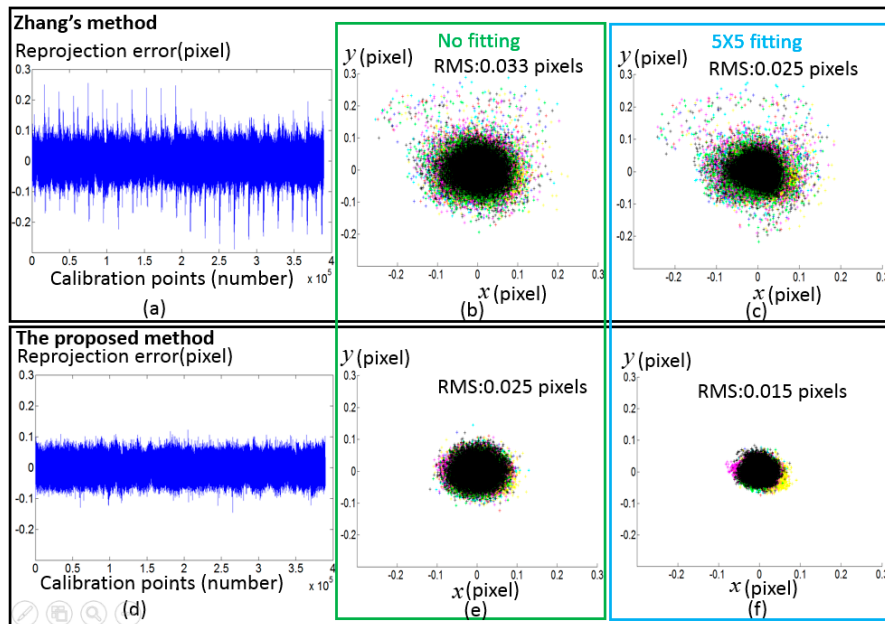 Zhang's method
Reprojection error(pixel)
0.3
0.2
0.1
0
-0.1
-0.2
0 0.5 1 1.5 2 2.5 3 3.5 4
Calibration points (number) × 10⁵
(a)
No fitting
y (pixel)
RMS:0.033 pixels
0.3
0.2
0.1
0
-0.1
-0.2
-0.2 -0.1 0 0.1 0.2 0.3
x (pixel)
(b)
5X5 fitting
y (pixel)
RMS:0.025 pixels
0.3
0.2
0.1
0
-0.1
-0.2
-0.2 -0.1 0 0.1 0.2 0.3
x (pixel)
(c)
The proposed method
Reprojection error(pixel)
0.3
0.2
0.1
0
-0.1
-0.2
0 0.5 1 1.5 2 2.5 3 3.5 4
Calibration points (number) × 10⁵
(d)
y (pixel)
RMS:0.025 pixels
0.3
0.2
0.1
0
-0.1
-0.2
-0.2 -0.1 0 0.1 0.2 0.3
x (pixel)
(e)
y (pixel)
RMS:0.015 pixels
0.3
0.2
0.1
0
-0.1
-0.2
-0.2 -0.1 0 0.1 0.2 0.3
x (pixel)
(f)